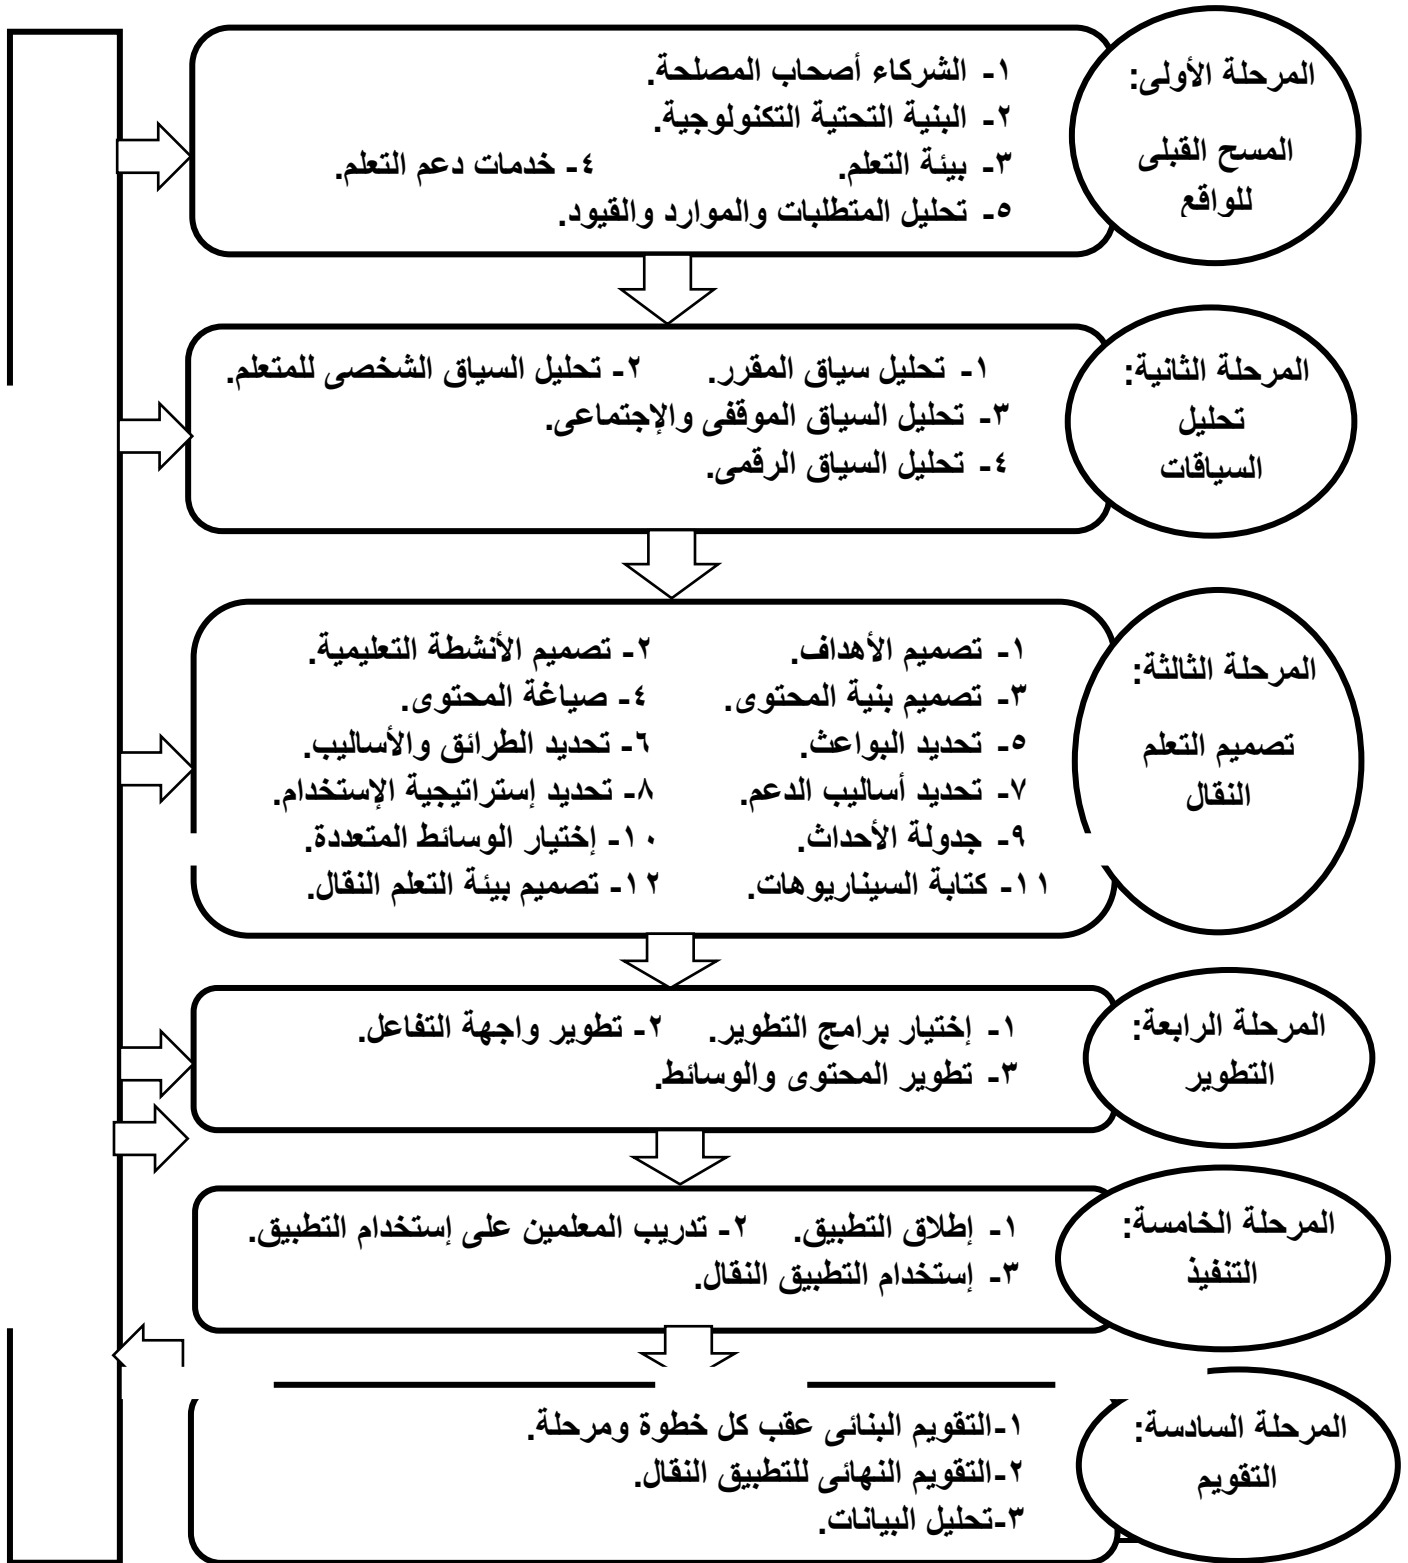 المرحلة الأولى:
المسح القبلى
للواقع
١- الشركاء أصحاب المصلحة.
٢- البنية التحتية التكنولوجية.
٣- بيئة التعلم. ٤- خدمات دعم التعلم.
٥- تحليل المتطلبات والموارد والقيود.
المرحلة الثانية:
تحليل
السياقات
١- تحليل سياق المقرر. ٢- تحليل السياق الشخصى للمتعلم.
٣- تحليل السياق الموقفى والإجتماعى.
٤- تحليل السياق الرقمى.
المرحلة الثالثة:
تصميم التعلم
النقال
١- تصميم الأهداف. ٢- تصميم الأنشطة التعليمية.
٣- تصميم بنية المحتوى. ٤- صياغة المحتوى.
٥- تحديد البواعث. ٦- تحديد الطرائق والأساليب.
٧- تحديد أساليب الدعم. ٨- تحديد إستراتيجية الإستخدام.
٩- جدولة الأحداث. ١٠- إختيار الوسائط المتعددة.
١١- كتابة السيناريوهات. ١٢- تصميم بيئة التعلم النقال.
المرحلة الرابعة:
التطوير
١- إختيار برامج التطوير. ٢- تطوير واجهة التفاعل.
٣- تطوير المحتوى والوسائط.
المرحلة الخامسة:
التنفيذ
١- إطلاق التطبيق. ٢- تدريب المعلمين على إستخدام التطبيق.
٣- إستخدام التطبيق النقال.
المرحلة السادسة:
التقويم
١-التقويم البنائى عقب كل خطوة ومرحلة.
٢-التقويم النهائى للتطبيق النقال.
٣-تحليل البيانات.